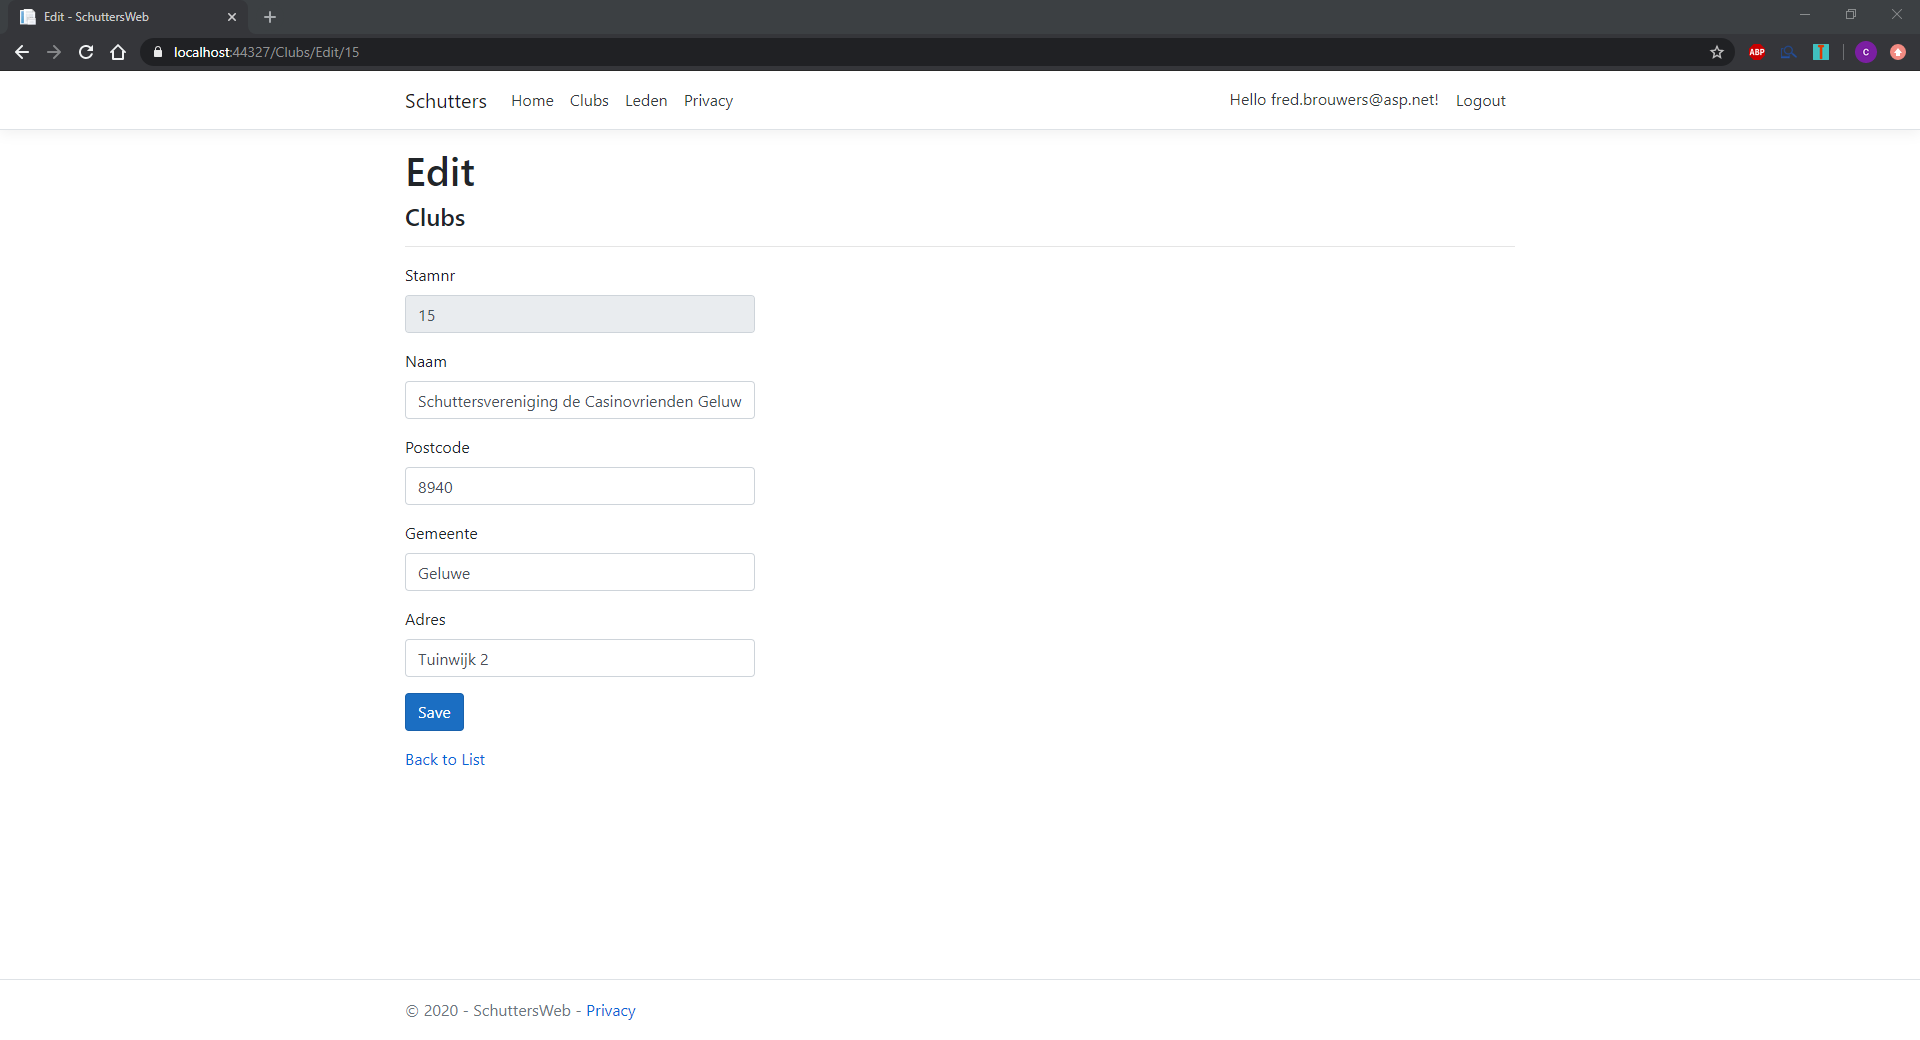 Edit - SchuttersWeb
localhost:44327/Clubs/Edit/15
ABP
C
Schutters Home Clubs Leden Privacy Hello fred.brouwers@asp.net! Logout
Edit
Clubs
Stamnr
15
Naam
Schuttersvereniging de Casinovrienden Geluw
Postcode
8940
Gemeente
Geluwe
Adres
Tuinwijk 2
Save
Back to List
© 2020 - SchuttersWeb - Privacy